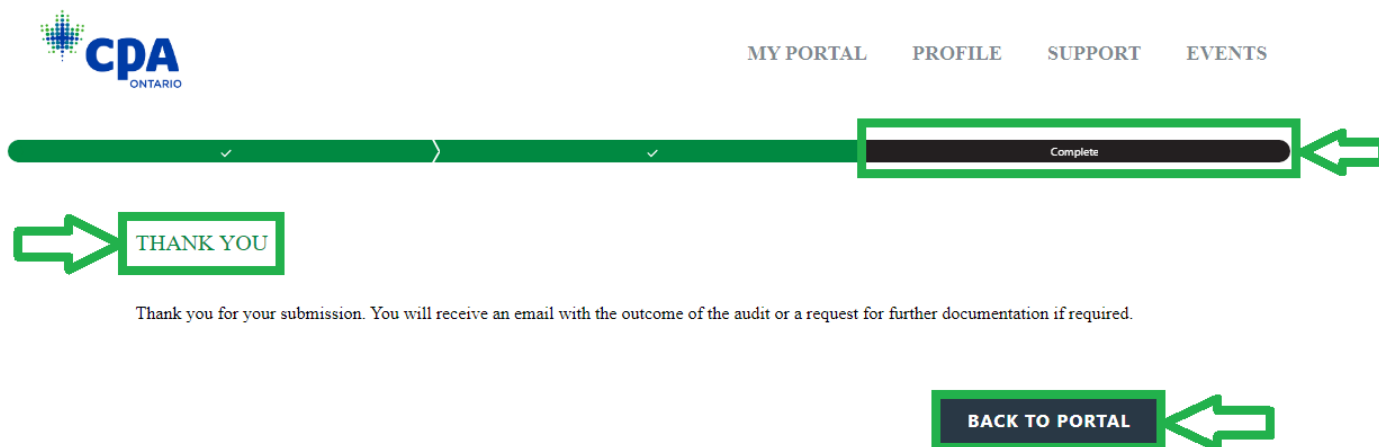 CPA
ONTARIO
MY PORTAL PROFILE SUPPORT EVENTS
Complete
THANK YOU
Thank you for your submission. You will receive an email with the outcome of the audit or a request for further documentation if required.
BACK TO PORTAL